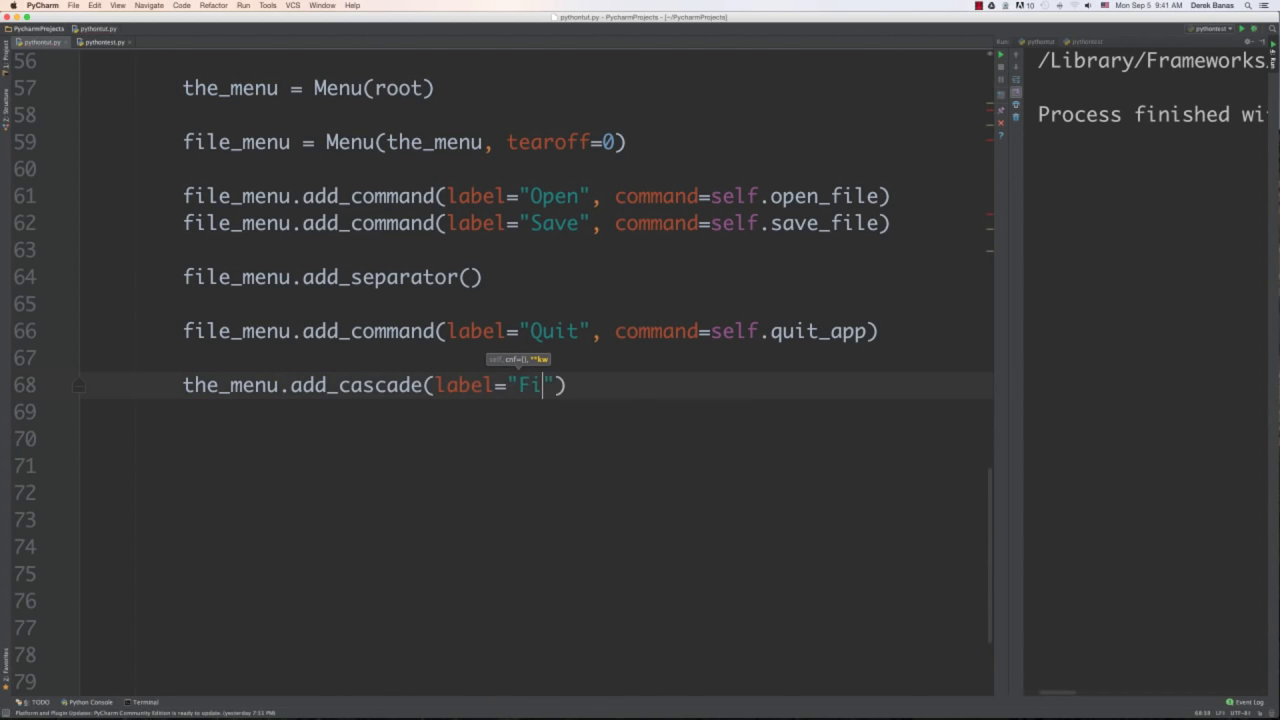 PyCharm File Edit View Navigate Code Refactor Run Tools VCS Window Help 10 Mon Sep 5 9:41 AM Derek Banas
pythontut.py - PycharmProjects - [~/PycharmProjects]
PycharmProjects pythontut.py pythontest
pythontut.py pythontest.py Run: pythontut pythontest
56
57 the_menu = Menu(root)
58
59 file_menu = Menu(the_menu, tearoff=0)
60
61 file_menu.add_command(label="Open", command=self.open_file)
62 file_menu.add_command(label="Save", command=self.save_file)
63
64 file_menu.add_separator()
65
66 file_menu.add_command(label="Quit", command=self.quit_app)
67
self, cnf={}, **kw
68 the_menu.add_cascade(label="Fi")
69
70
71
72
73
74
75
76
77
78
79
/Library/Frameworks
Process finished wi
1: Project
7: Structure
2: Favorites
Run
6: TODO Python Console Terminal Event Log
Platform and Plugin Updates: PyCharm Community Edition is ready to update. (yesterday 7:51 PM) UTF-8